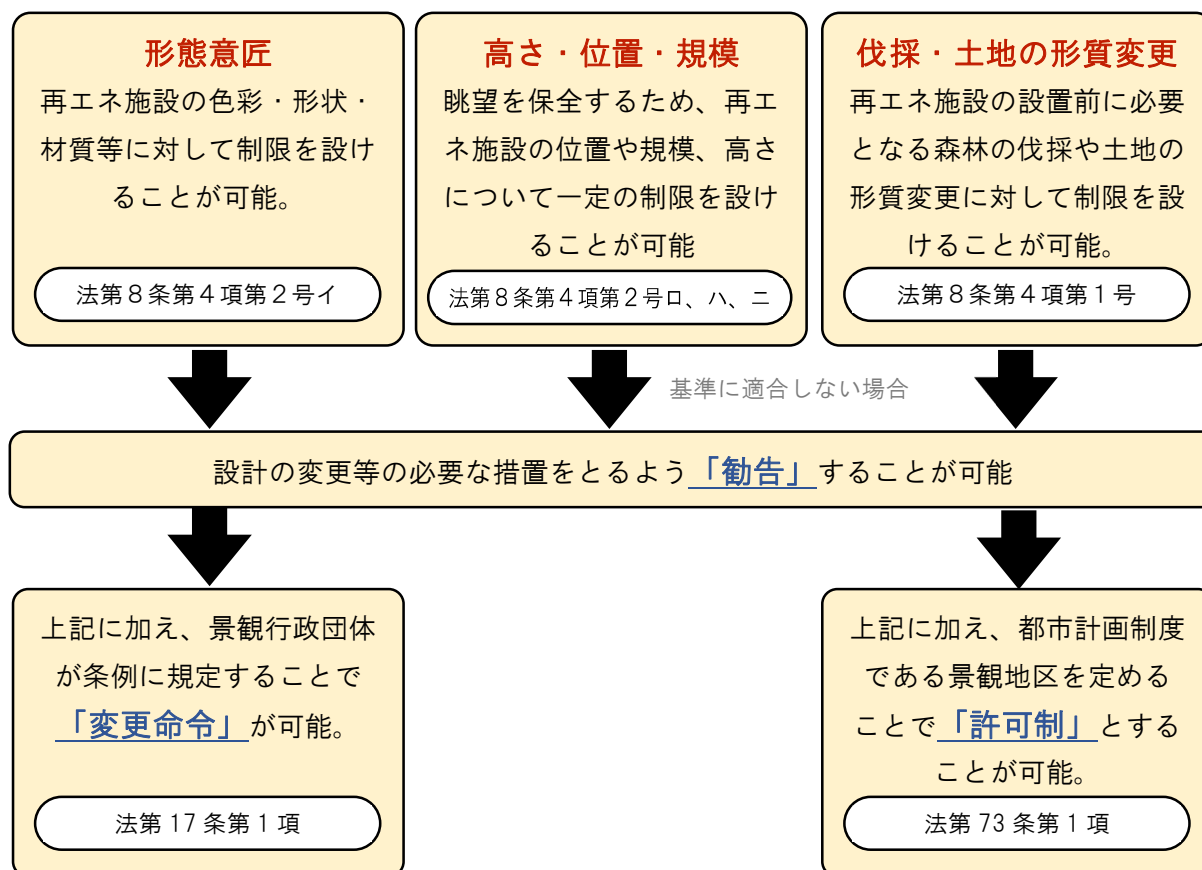 形態意匠
再エネ施設の色彩・形状・
材質等に対して制限を設け
ることが可能。
法第８条第４項第２号イ
高さ・位置・規模
眺望を保全するため、再エ
ネ施設の位置や規模、高さ
について一定の制限を設け
ることが可能
法第８条第４項第２号ロ、ハ、ニ
伐採・土地の形質変更
再エネ施設の設置前に必要
となる森林の伐採や土地の
形質変更に対して制限を設
けることが可能。
法第８条第４項第１号
基準に適合しない場合
設計の変更等の必要な措置をとるよう「勧告」することが可能
上記に加え、景観行政団体
が条例に規定することで
「変更命令」が可能。
法第 17 条第１項
上記に加え、都市計画制度
である景観地区を定める
ことで「許可制」とする
ことが可能。
法第 73 条第１項